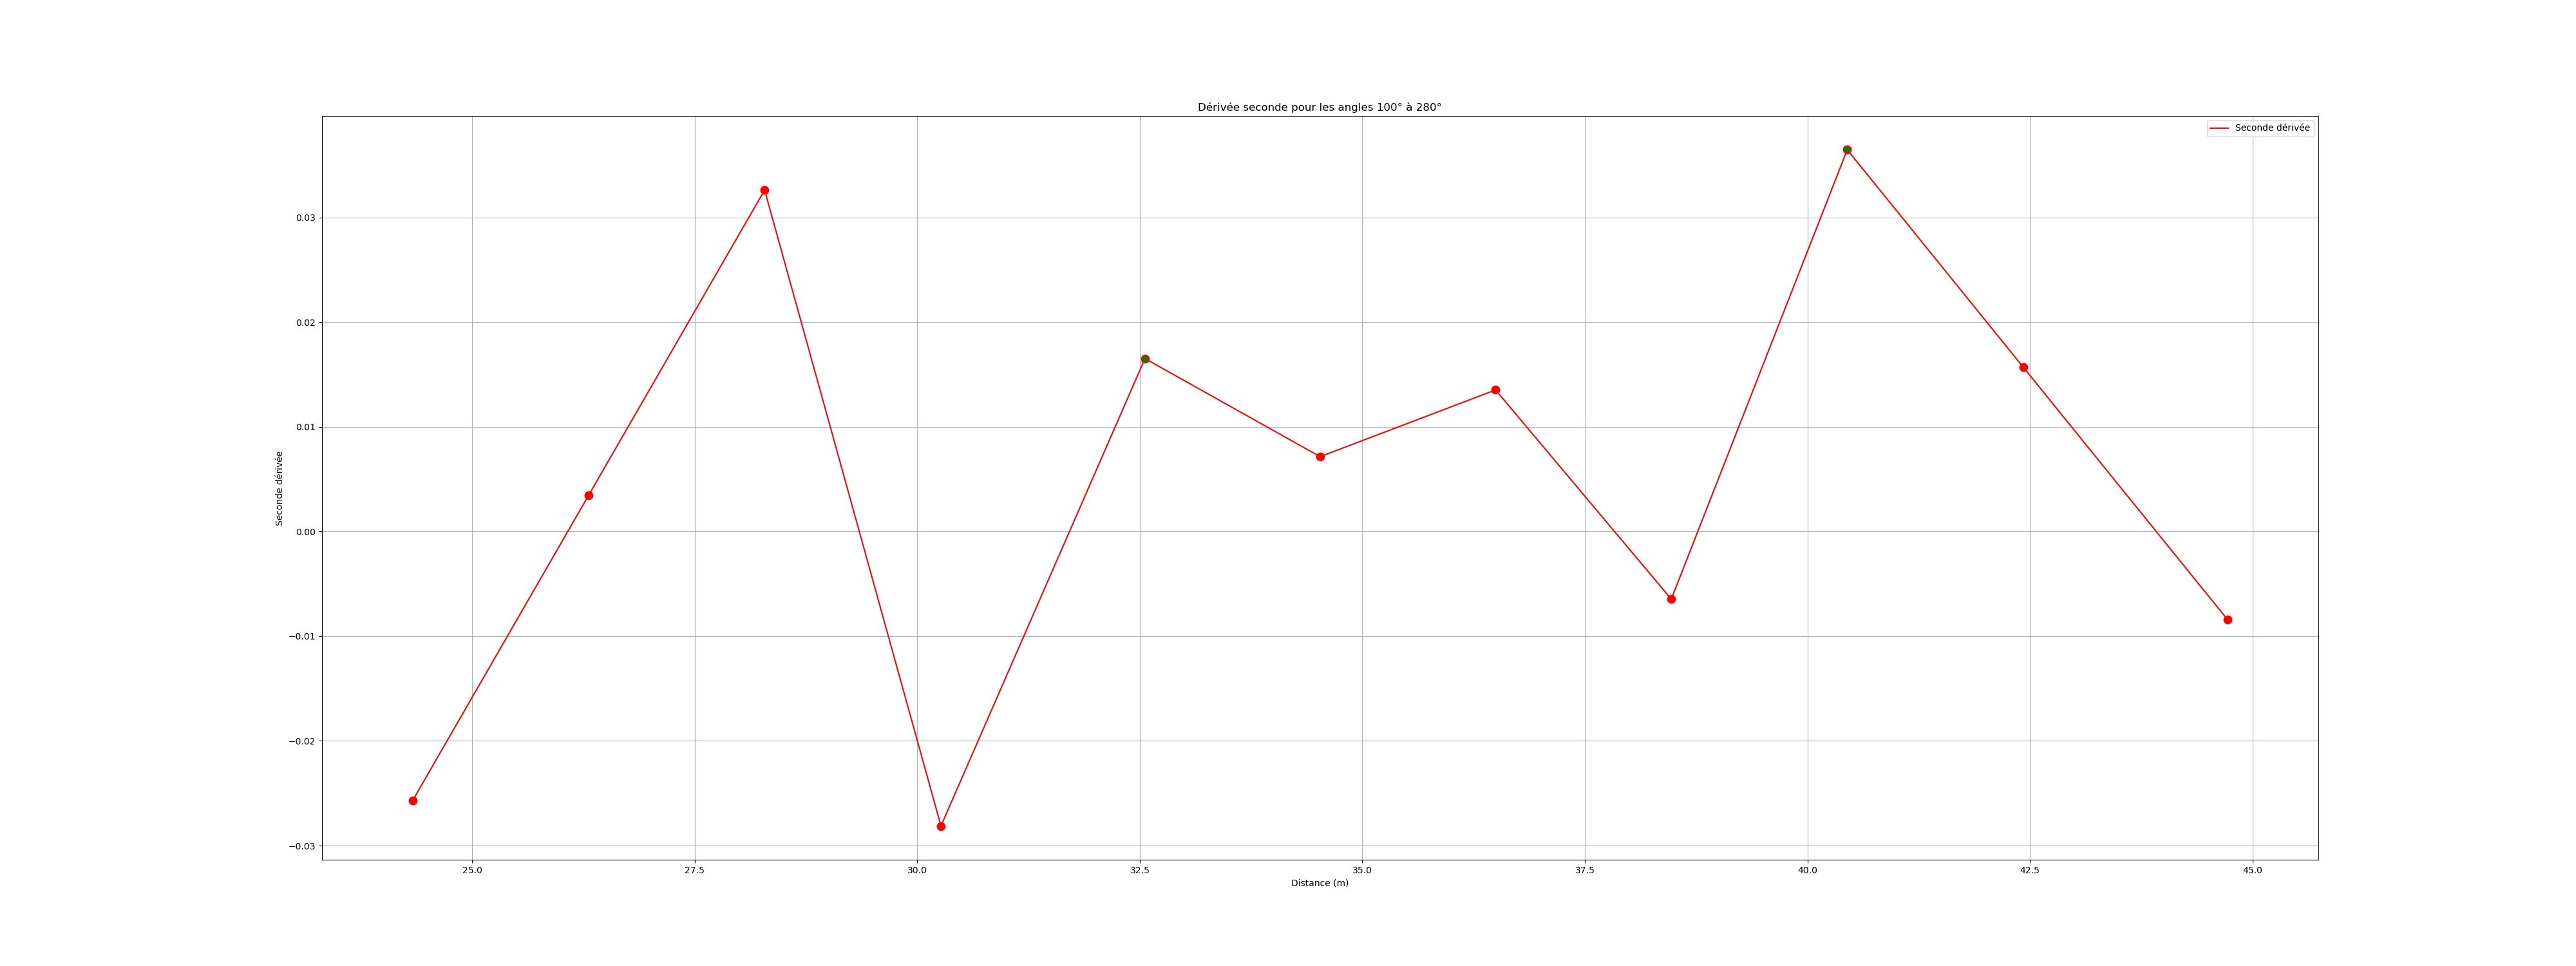 Dérivée seconde pour les angles 100° à 280°
Seconde dérivée
0.03
0.02
0.01
0.00
−0.01
−0.02
−0.03
Seconde dérivée
25.0 27.5 30.0 32.5 35.0 37.5 40.0 42.5 45.0
Distance (m)